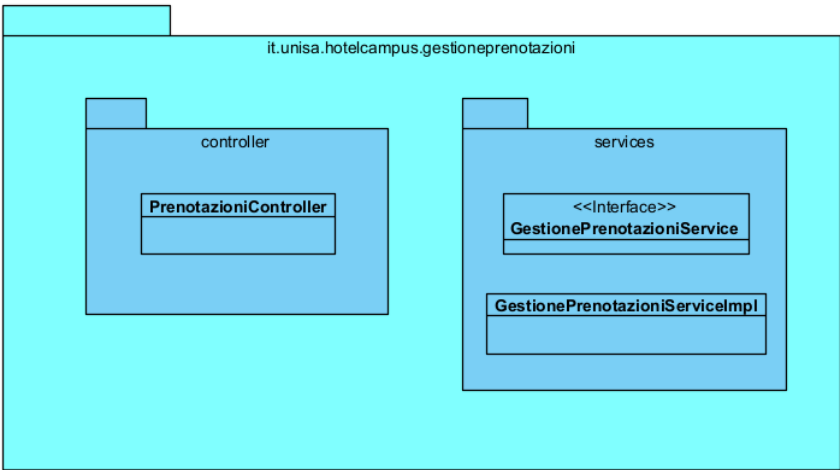 it.unisa.hotelcampus.gestioneprenotazioni
controller
PrenotazioniController
services
<<Interface>>
GestionePrenotazioniService
GestionePrenotazioniServiceImpl